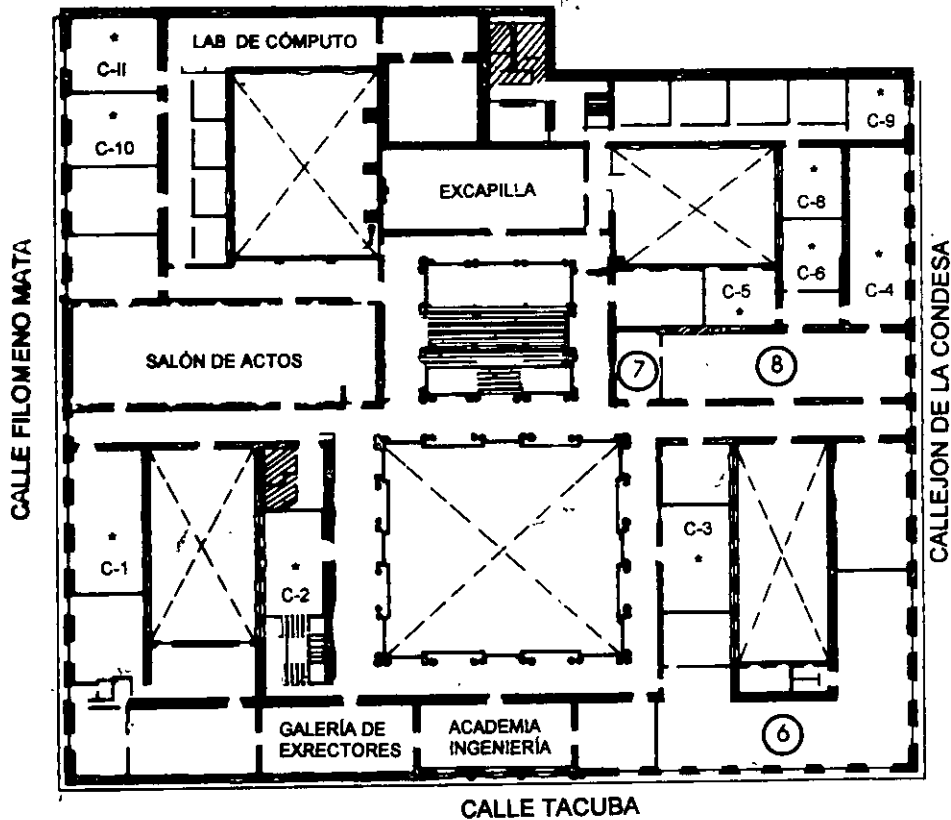 LAB DE CÓMPUTO
* C-II
* C-10
* C-9
EXCAPILLA
* C-8
* C-6
C-5 *
* C-4
SALÓN DE ACTOS
7
8
CALLE FILOMENO MATA
CALLEJON DE LA CONDESA
* C-1
* C-2
C-3 *
GALERÍA DE
EXRECTORES
ACADEMIA
INGENIERÍA
6
CALLE TACUBA